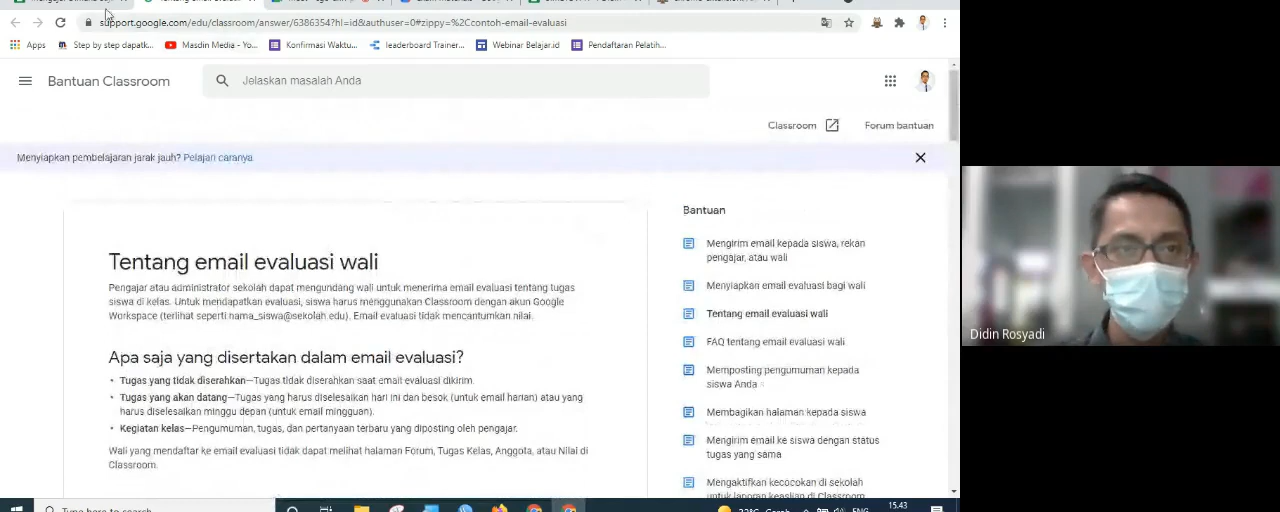 support.google.com/edu/classroom/answer/6386354?hl=id&authuser=0#zippy=%2Ccontoh-email-evaluasi
Apps
Step by step dapatk...
Masdin Media - Yo...
Konfirmasi Waktu...
leaderboard Trainer...
Webinar Belajar.id
Pendaftaran Pelatih...
Bantuan Classroom
Jelaskan masalah Anda
Classroom
Forum bantuan
Menyiapkan pembelajaran jarak jauh? Pelajari caranya
Tentang email evaluasi wali
Pengajar atau administrator sekolah dapat mengundang wali untuk menerima email evaluasi tentang tugas
siswa di kelas. Untuk mendapatkan evaluasi, siswa harus menggunakan Classroom dengan akun Google
Workspace (terlihat seperti nama_siswa@sekolah.edu). Email evaluasi tidak mencantumkan nilai.
Apa saja yang disertakan dalam email evaluasi?
• Tugas yang tidak diserahkan—Tugas tidak diserahkan saat email evaluasi dikirim.
• Tugas yang akan datang—Tugas yang harus diselesaikan hari ini dan besok (untuk email harian) atau yang
harus diselesaikan minggu depan (untuk email mingguan).
• Kegiatan kelas—Pengumuman, tugas, dan pertanyaan terbaru yang diposting oleh pengajar.
Wali yang mendaftar ke email evaluasi tidak dapat melihat halaman Forum, Tugas Kelas, Anggota, atau Nilai di
Classroom.
Bantuan
Mengirim email kepada siswa, rekan
pengajar, atau wali
Menyiapkan email evaluasi bagi wali
Tentang email evaluasi wali
FAQ tentang email evaluasi wali
Memposting pengumuman kepada
siswa Anda
Membagikan halaman kepada siswa
Mengirim email ke siswa dengan status
tugas yang sama
Mengaktifkan kecocokan di sekolah
untuk laporan keaslian di Classroom
Didin Rosyadi
Type here to search
ENG
15.43